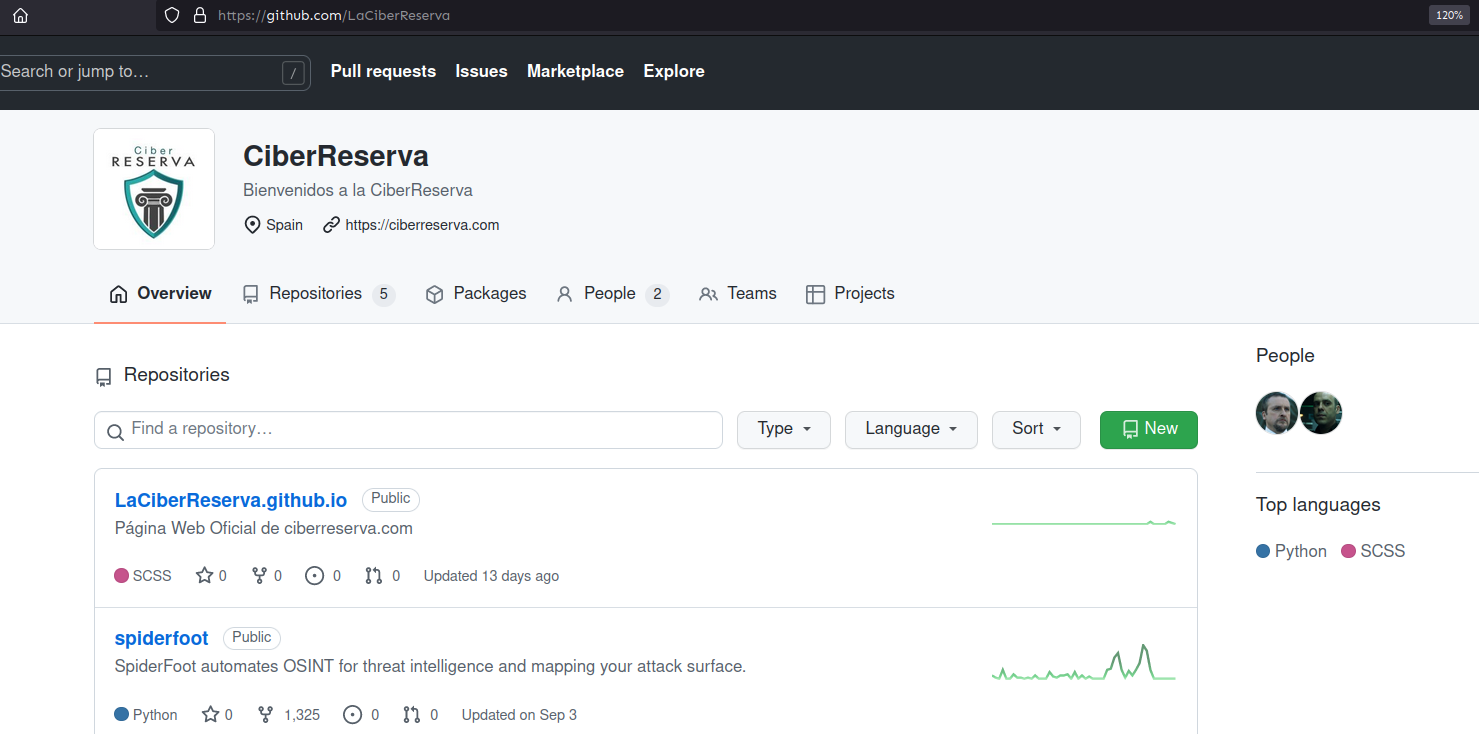 https://github.com/LaCiberReserva
120%
Search or jump to…
/
Pull requests
Issues
Marketplace
Explore
Ciber
RESERVA
CiberReserva
Bienvenidos a la CiberReserva
Spain
https://ciberreserva.com
Overview
Repositories 5
Packages
People 2
Teams
Projects
Repositories
Find a repository…
Type
Language
Sort
New
LaCiberReserva.github.io Public
Página Web Oficial de ciberreserva.com
SCSS 0 0 0 0 Updated 13 days ago
spiderfoot Public
SpiderFoot automates OSINT for threat intelligence and mapping your attack surface.
Python 0 1,325 0 0 Updated on Sep 3
People
Top languages
Python SCSS